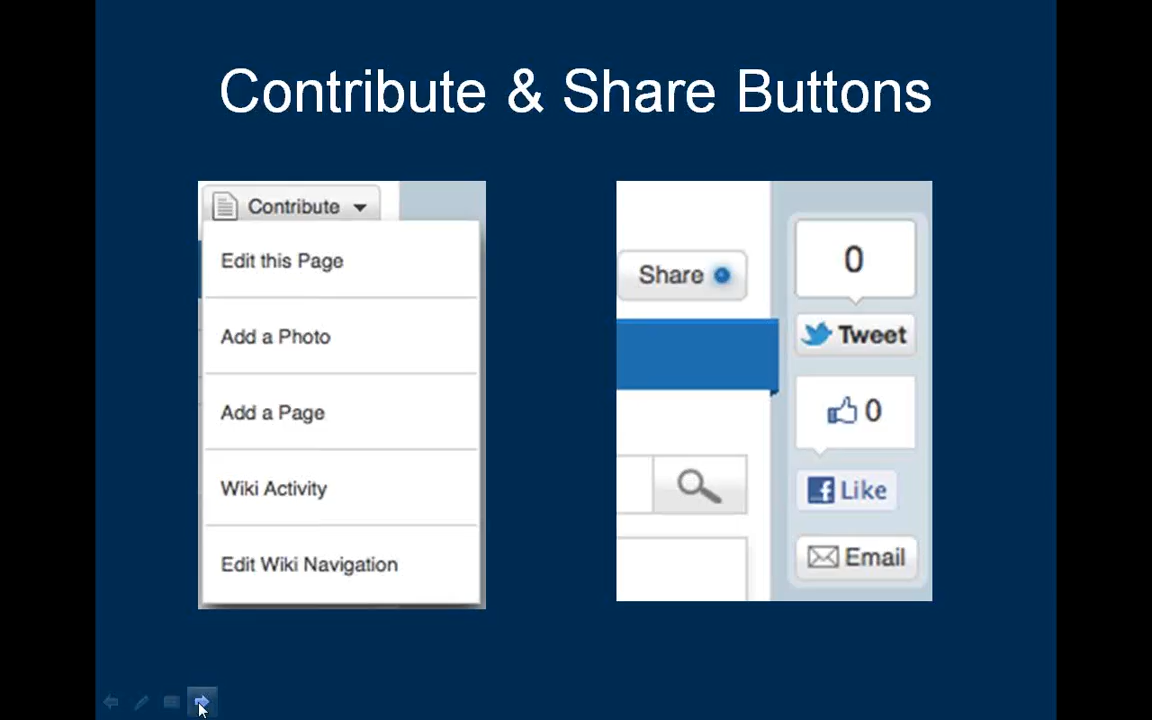 Contribute & Share Buttons
Contribute
Edit this Page
Add a Photo
Add a Page
Wiki Activity
Edit Wiki Navigation
Share
0
Tweet
0
Like
Email